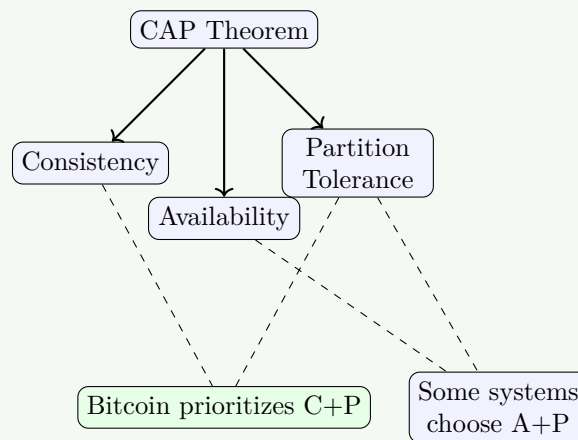 CAP Theorem
Consistency
Partition
Tolerance
Availability
Bitcoin prioritizes C+P
Some systems
choose A+P